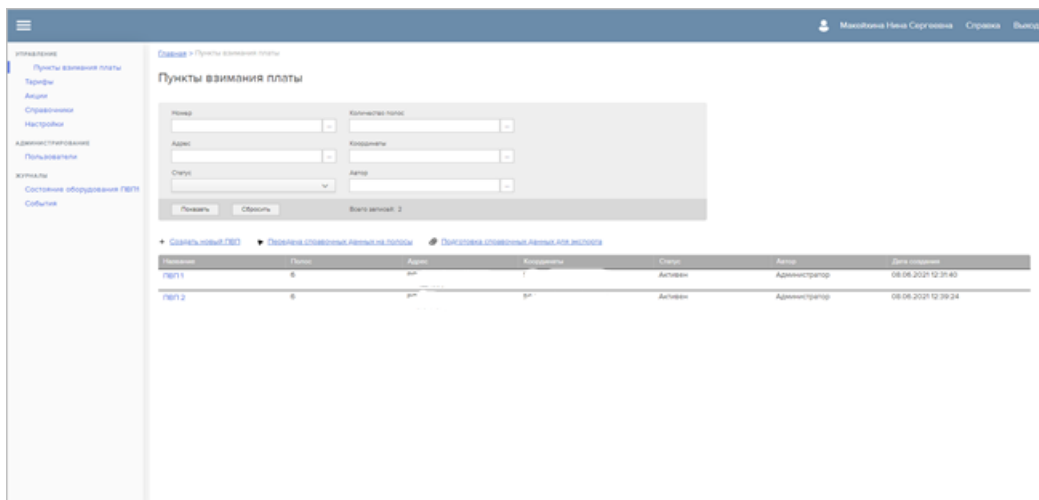 Нина Сергеевна Справка Выход
УПРАВЛЕНИЕ
Пункты взимания платы
Тарифы
Акции
Справочники
Настройки
АДМИНИСТРИРОВАНИЕ
Пользователи
ЖУРНАЛЫ
Состояние оборудования ПВП
События
Главная > Пункты взимания платы
Пункты взимания платы
Номер Количество полос
Адрес Координаты
Статус Автор
Показать Сбросить Всего записей: 2
+ Создать новый ПВП Передача справочных данных на полосы Подготовка справочных данных для экспорта
Название Полос Адрес Координаты Статус Автор Дата создания
ПВП 1 6 Активен Администратор 08.06.2021 12:31:40
ПВП 2 6 Активен Администратор 08.06.2021 12:39:24